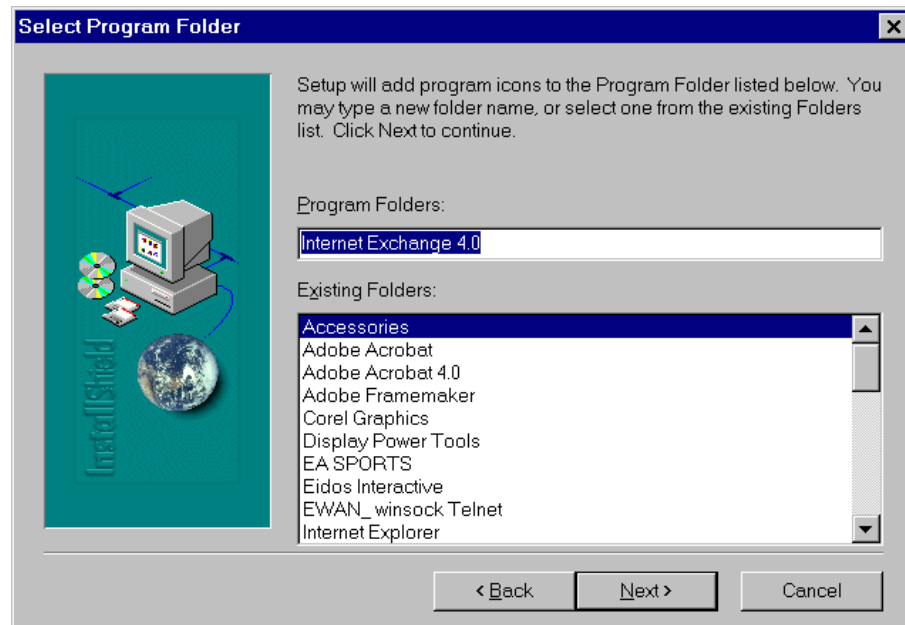 Select Program Folder
Setup will add program icons to the Program Folder listed below. You
may type a new folder name, or select one from the existing Folders
list. Click Next to continue.
Program Folders:
Internet Exchange 4.0
Existing Folders:
Accessories
Adobe Acrobat
Adobe Acrobat 4.0
Adobe Framemaker
Corel Graphics
Display Power Tools
EA SPORTS
Eidos Interactive
EWAN_ winsock Telnet
Internet Explorer
InstallShield
< Back
Next >
Cancel